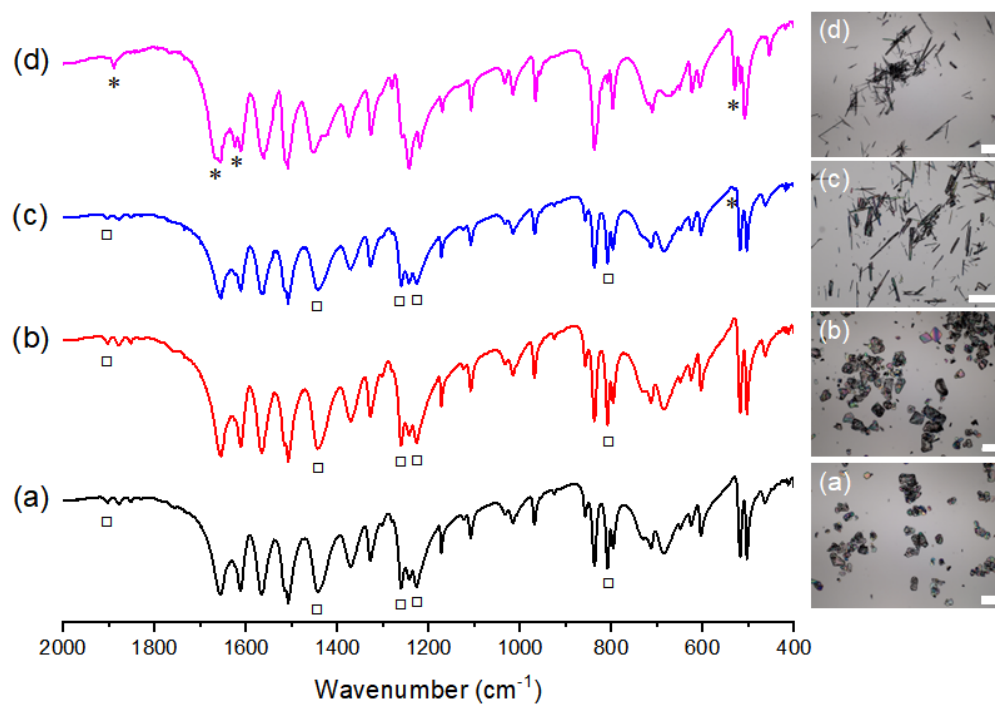 (d)
*
*
*
*
(c)
*
□
□
□
□
□
(b)
□
□
□
□
□
(a)
□
□
□
□
□
2000 1800 1600 1400 1200 1000 800 600 400
Wavenumber (cm⁻¹)
(d)
(c)
(b)
(a)